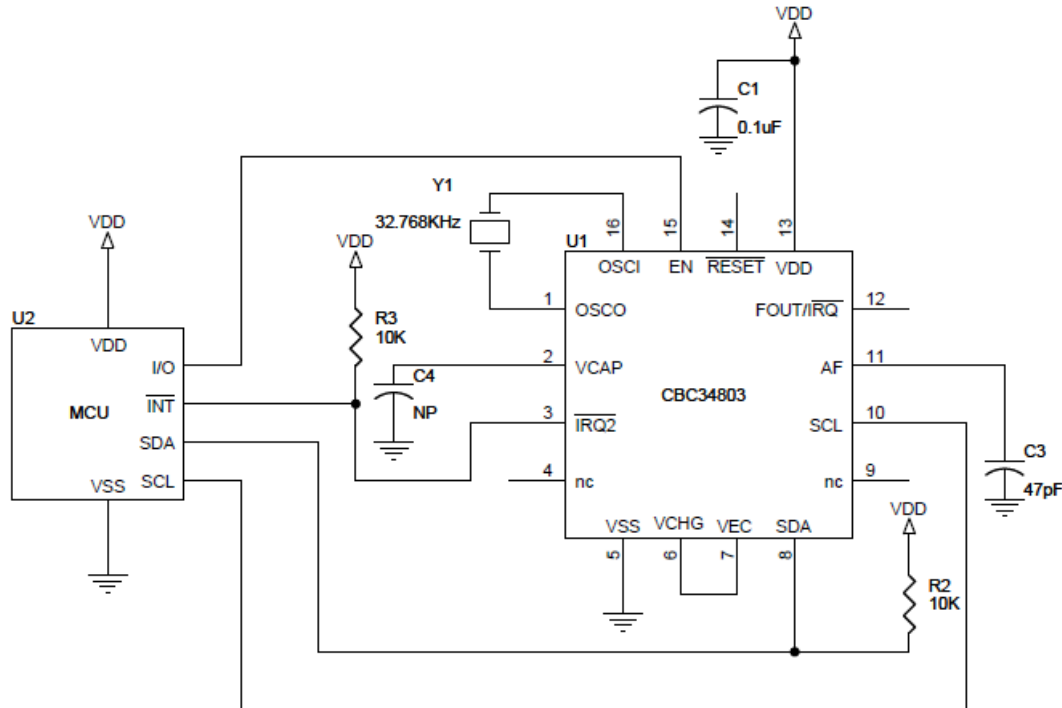 VDD
C1
0.1uF
Y1
32.768KHz
VDD
VDD
U1
16
15
14
13
OSCI
EN
RESET
VDD
U2
VDD
I/O
MCU
INT
SDA
VSS
SCL
R3
10K
C4
NP
1
OSCO
2
VCAP
3
IRQ2
4
nc
CBC34803
FOUT/IRQ
12
AF
11
SCL
10
nc
9
C3
47pF
VSS
VCHG
VEC
SDA
5
6
7
8
VDD
R2
10K